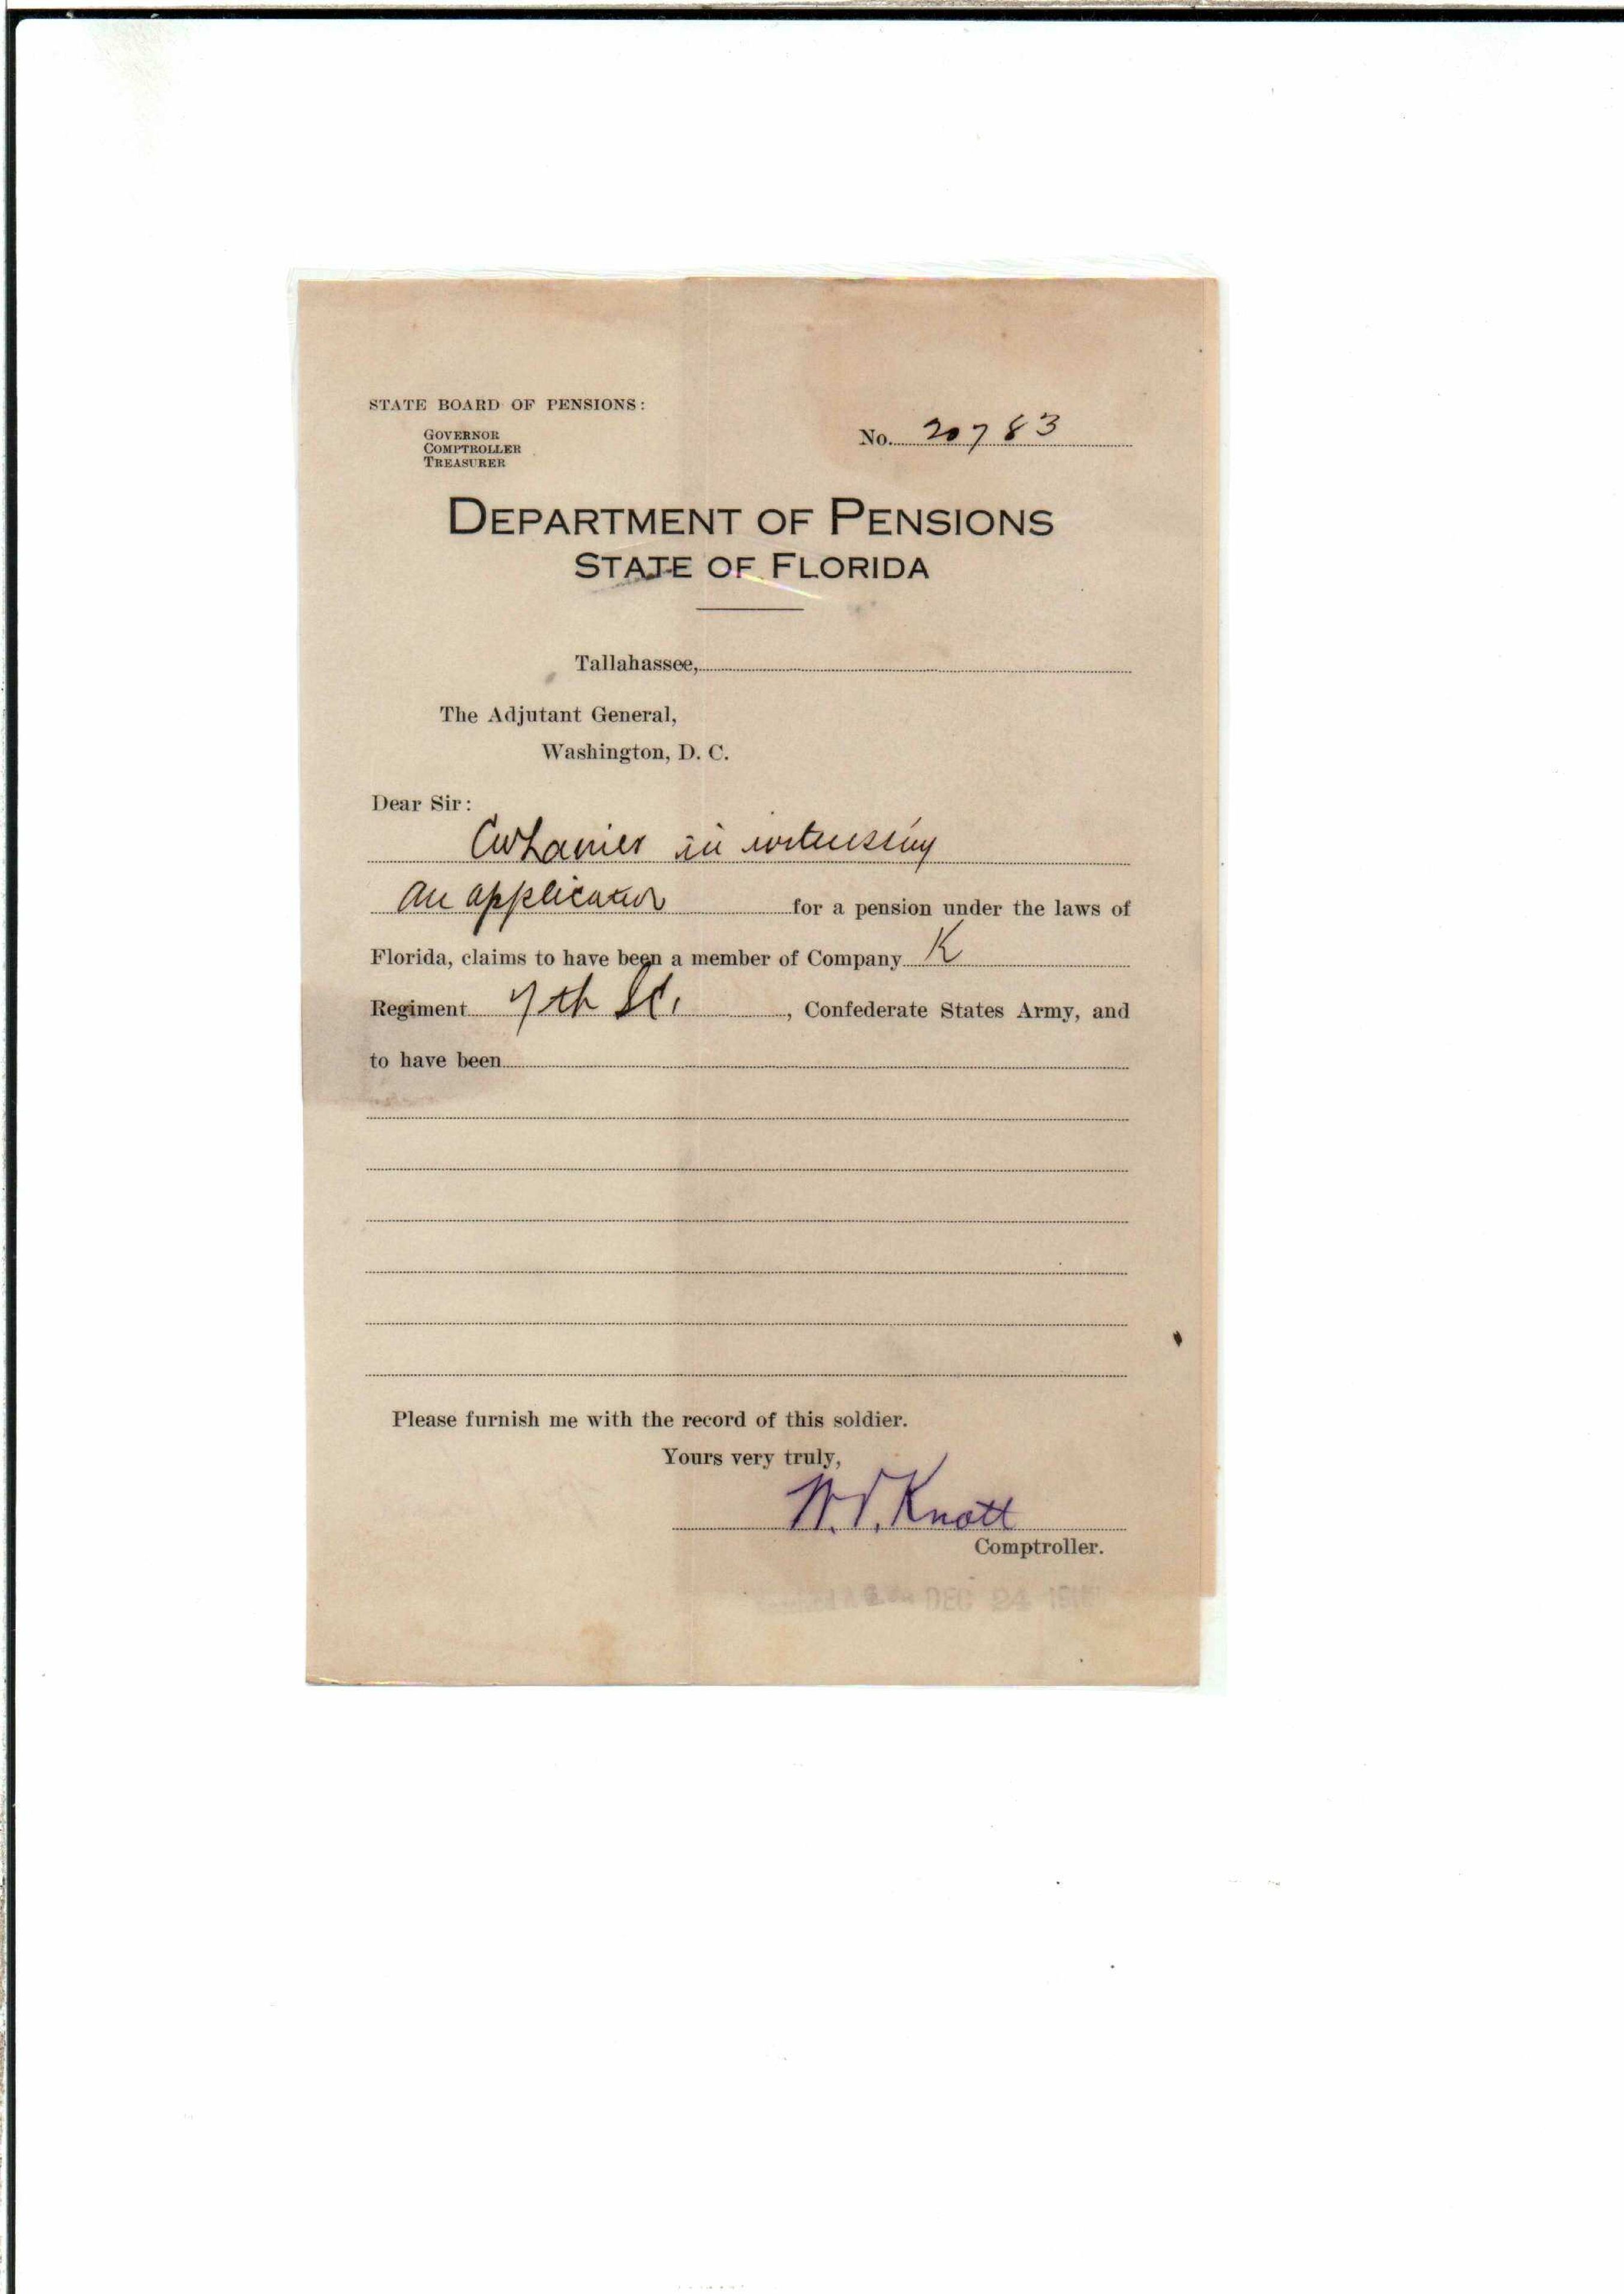 STATE BOARD OF PENSIONS:
GOVERNOR
COMPTROLLER
TREASURER
No. 20783
DEPARTMENT OF PENSIONS
STATE OF FLORIDA
Tallahassee,
The Adjutant General,
Washington, D. C.
Dear Sir:
CW Lanier in witnessing
an application for a pension under the laws of
Florida, claims to have been a member of Company K
Regiment 7th SC. , Confederate States Army, and
to have been
Please furnish me with the record of this soldier.
Yours very truly,
W.V. Knott
Comptroller.
DEC 24